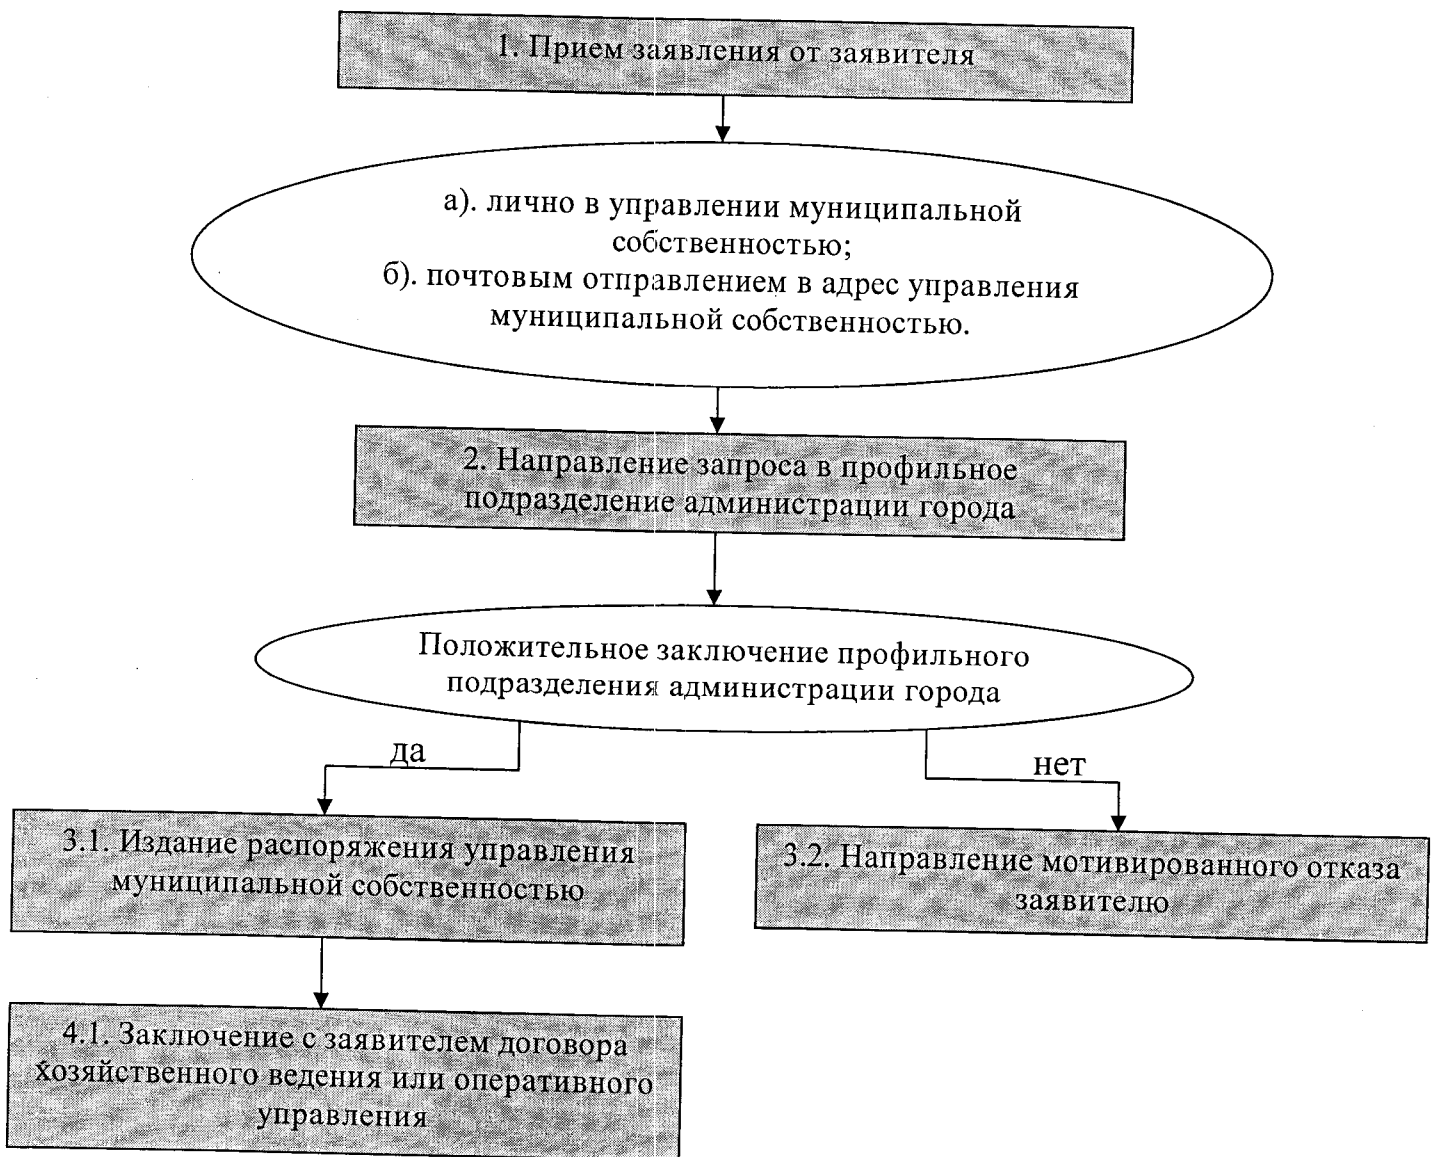 1. Прием заявления от заявителя
а). лично в управлении муниципальной
собственностью;
б). почтовым отправлением в адрес управления
муниципальной собственностью.
2. Направление запроса в профильное
подразделение администрации города
Положительное заключение профильного
подразделения администрации города
да
нет
3.1. Издание распоряжения управления
муниципальной собственностью
3.2. Направление мотивированного отказа
заявителю
4.1. Заключение с заявителем договора
хозяйственного ведения или оперативного
управления